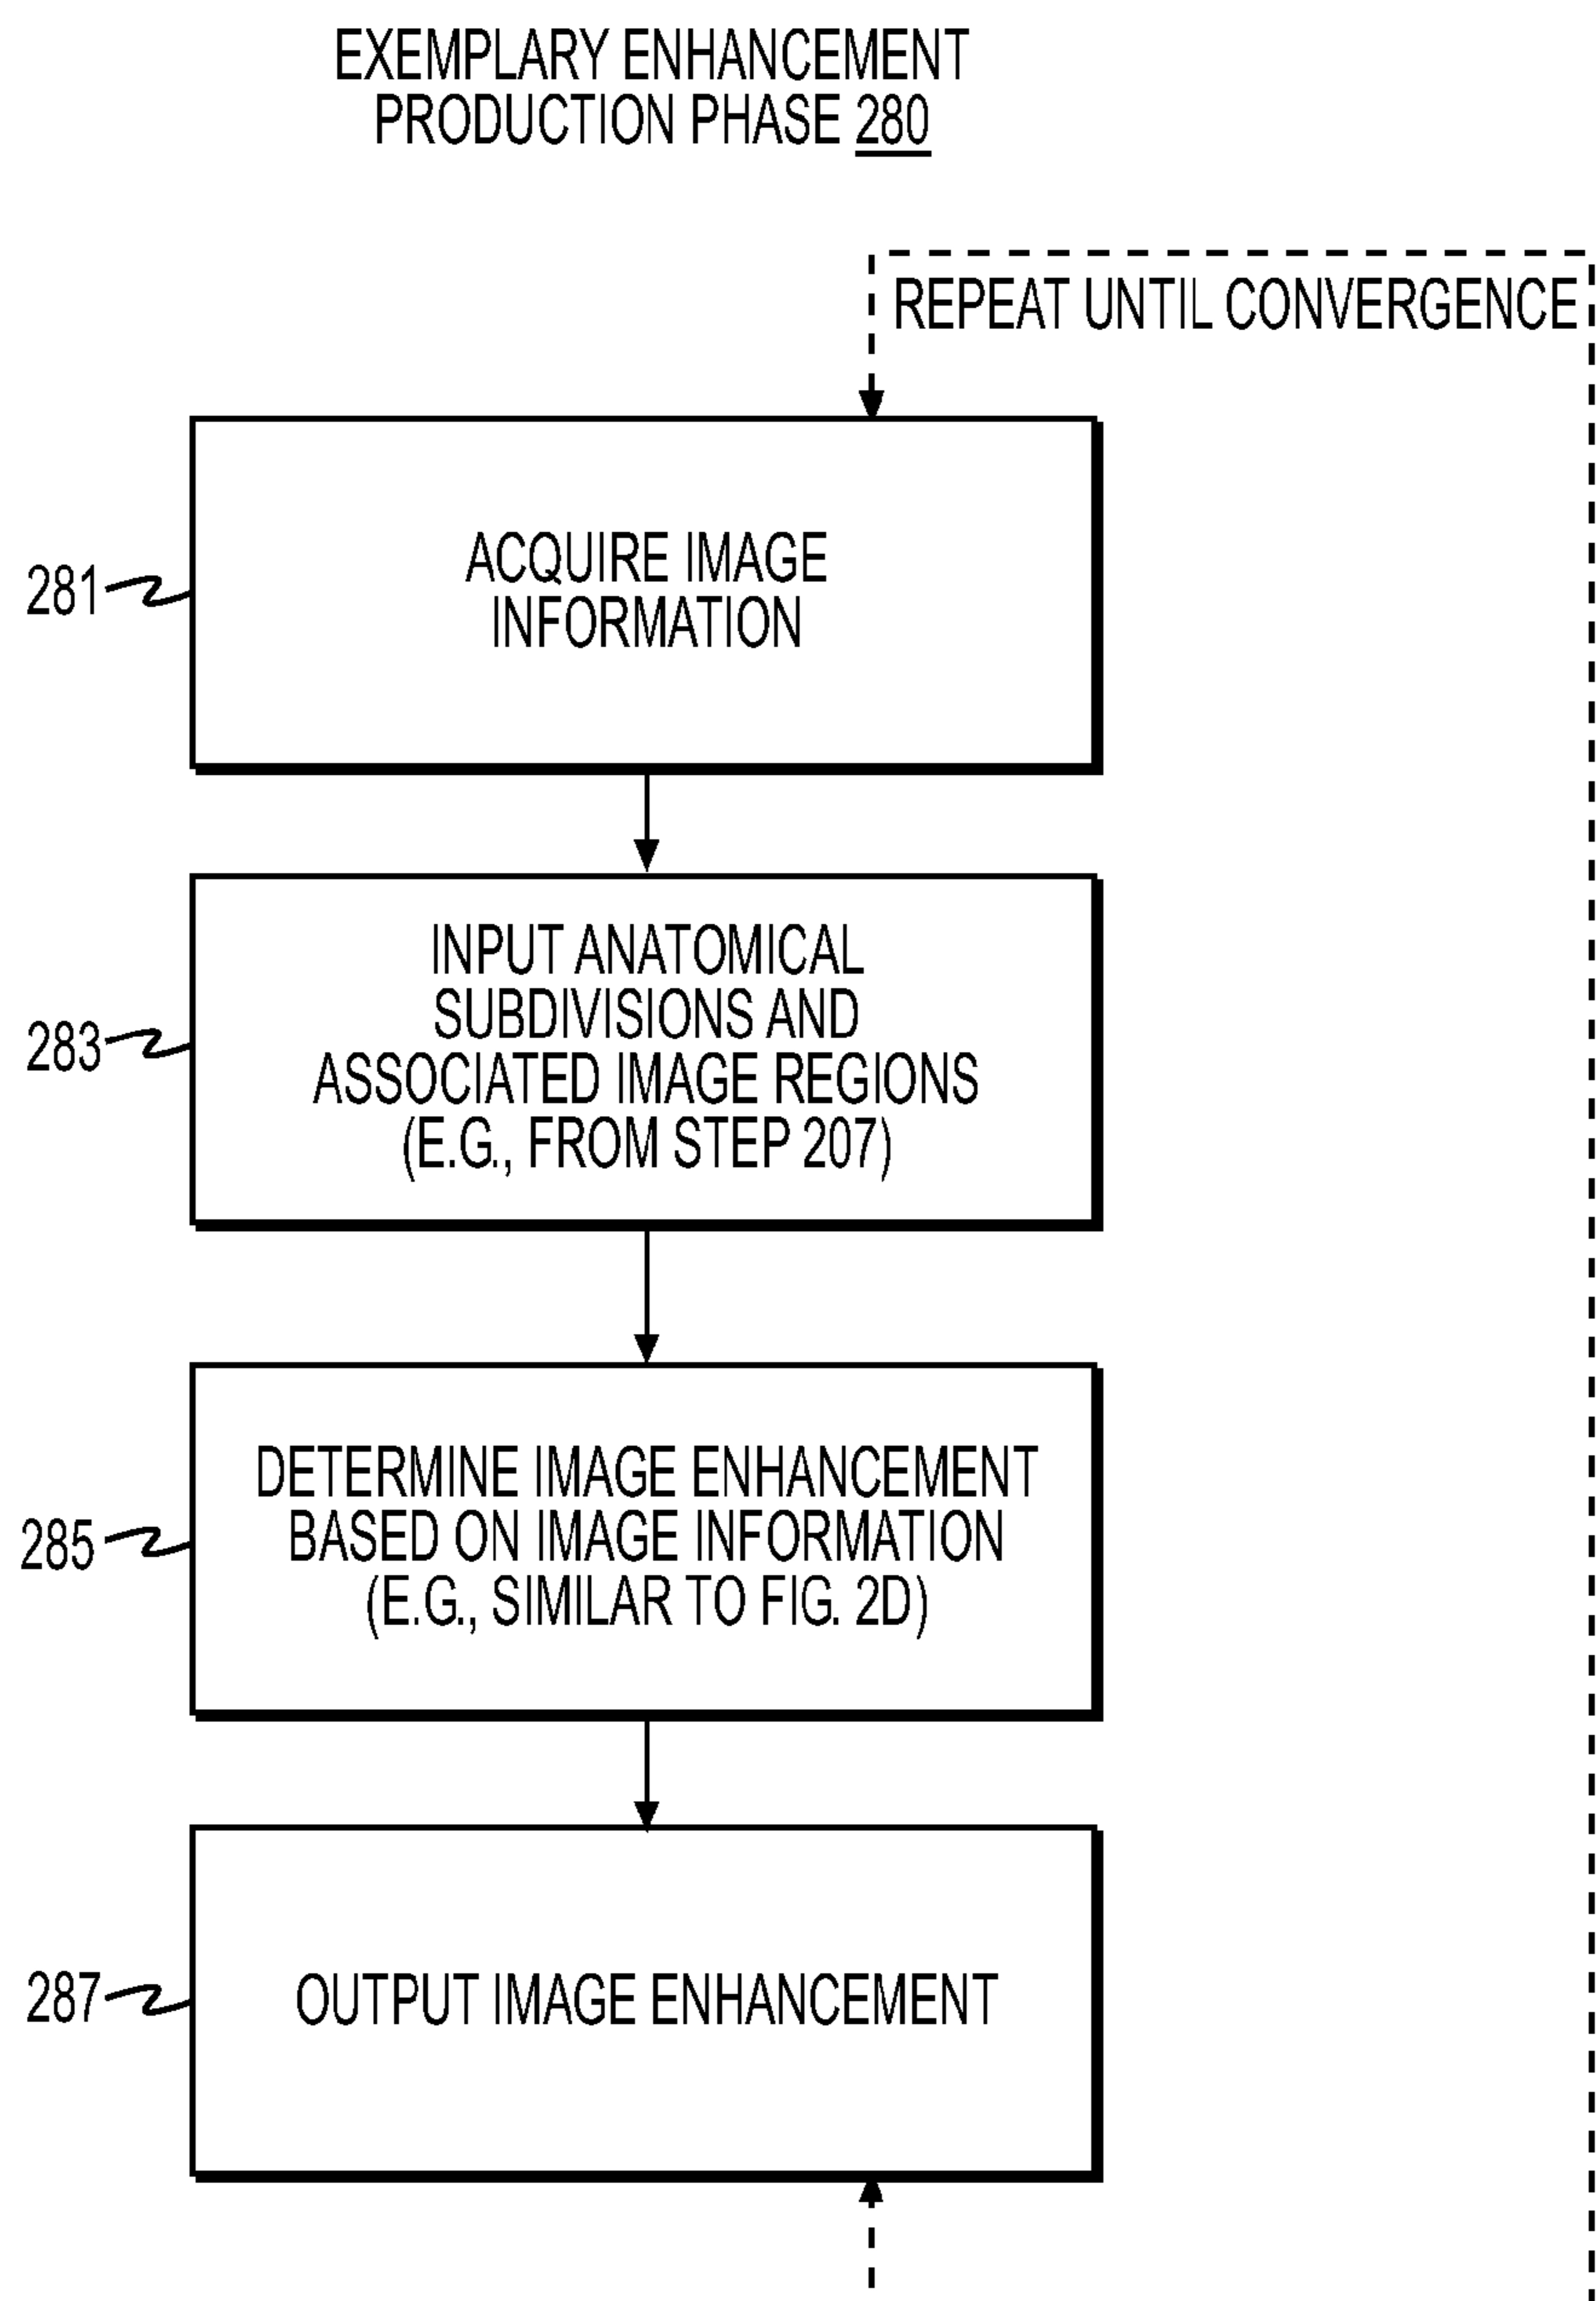 EXEMPLARY ENHANCEMENT
PRODUCTION PHASE 280
REPEAT UNTIL CONVERGENCE
281
ACQUIRE IMAGE
INFORMATION
283
INPUT ANATOMICAL
SUBDIVISIONS AND
ASSOCIATED IMAGE REGIONS
(E.G., FROM STEP 207)
285
DETERMINE IMAGE ENHANCEMENT
BASED ON IMAGE INFORMATION
(E.G., SIMILAR TO FIG. 2D)
287
OUTPUT IMAGE ENHANCEMENT